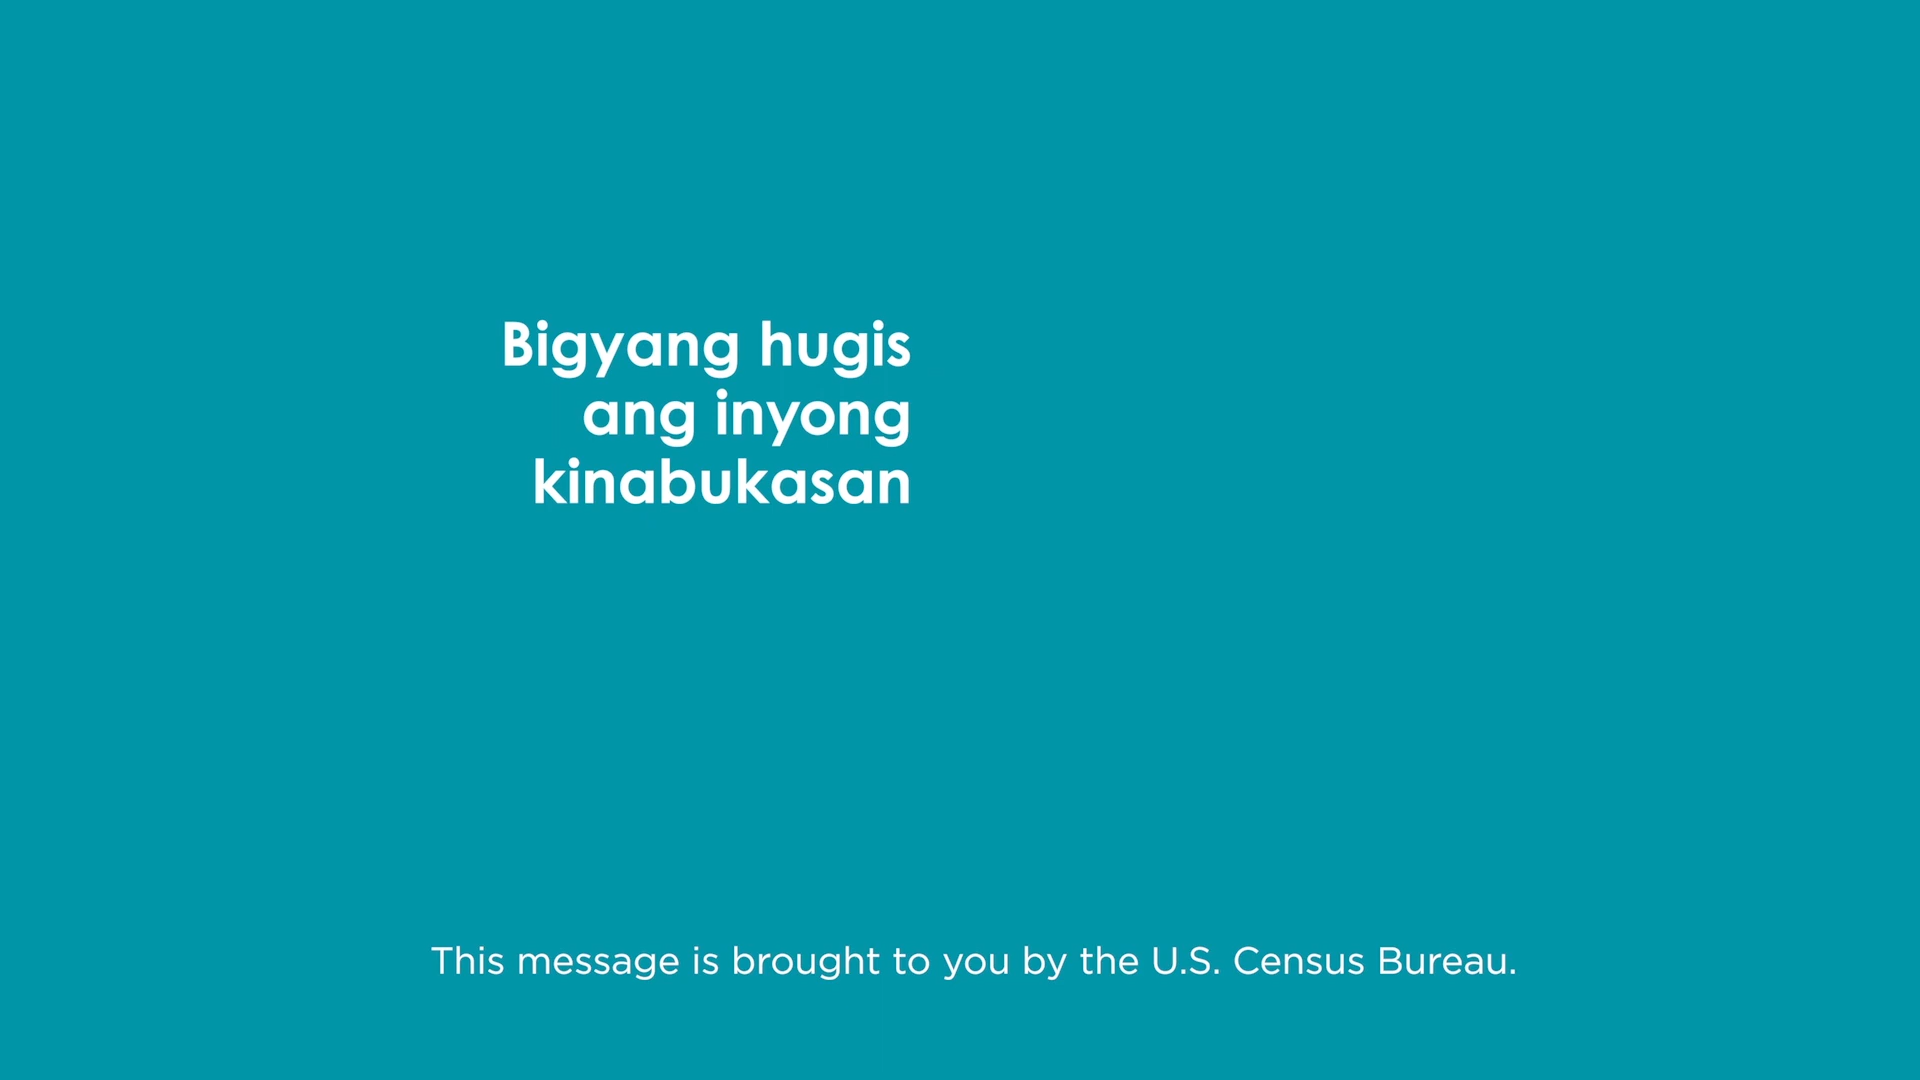 Bigyang hugis
ang inyong
kinabukasan
This message is brought to you by the U.S. Census Bureau.